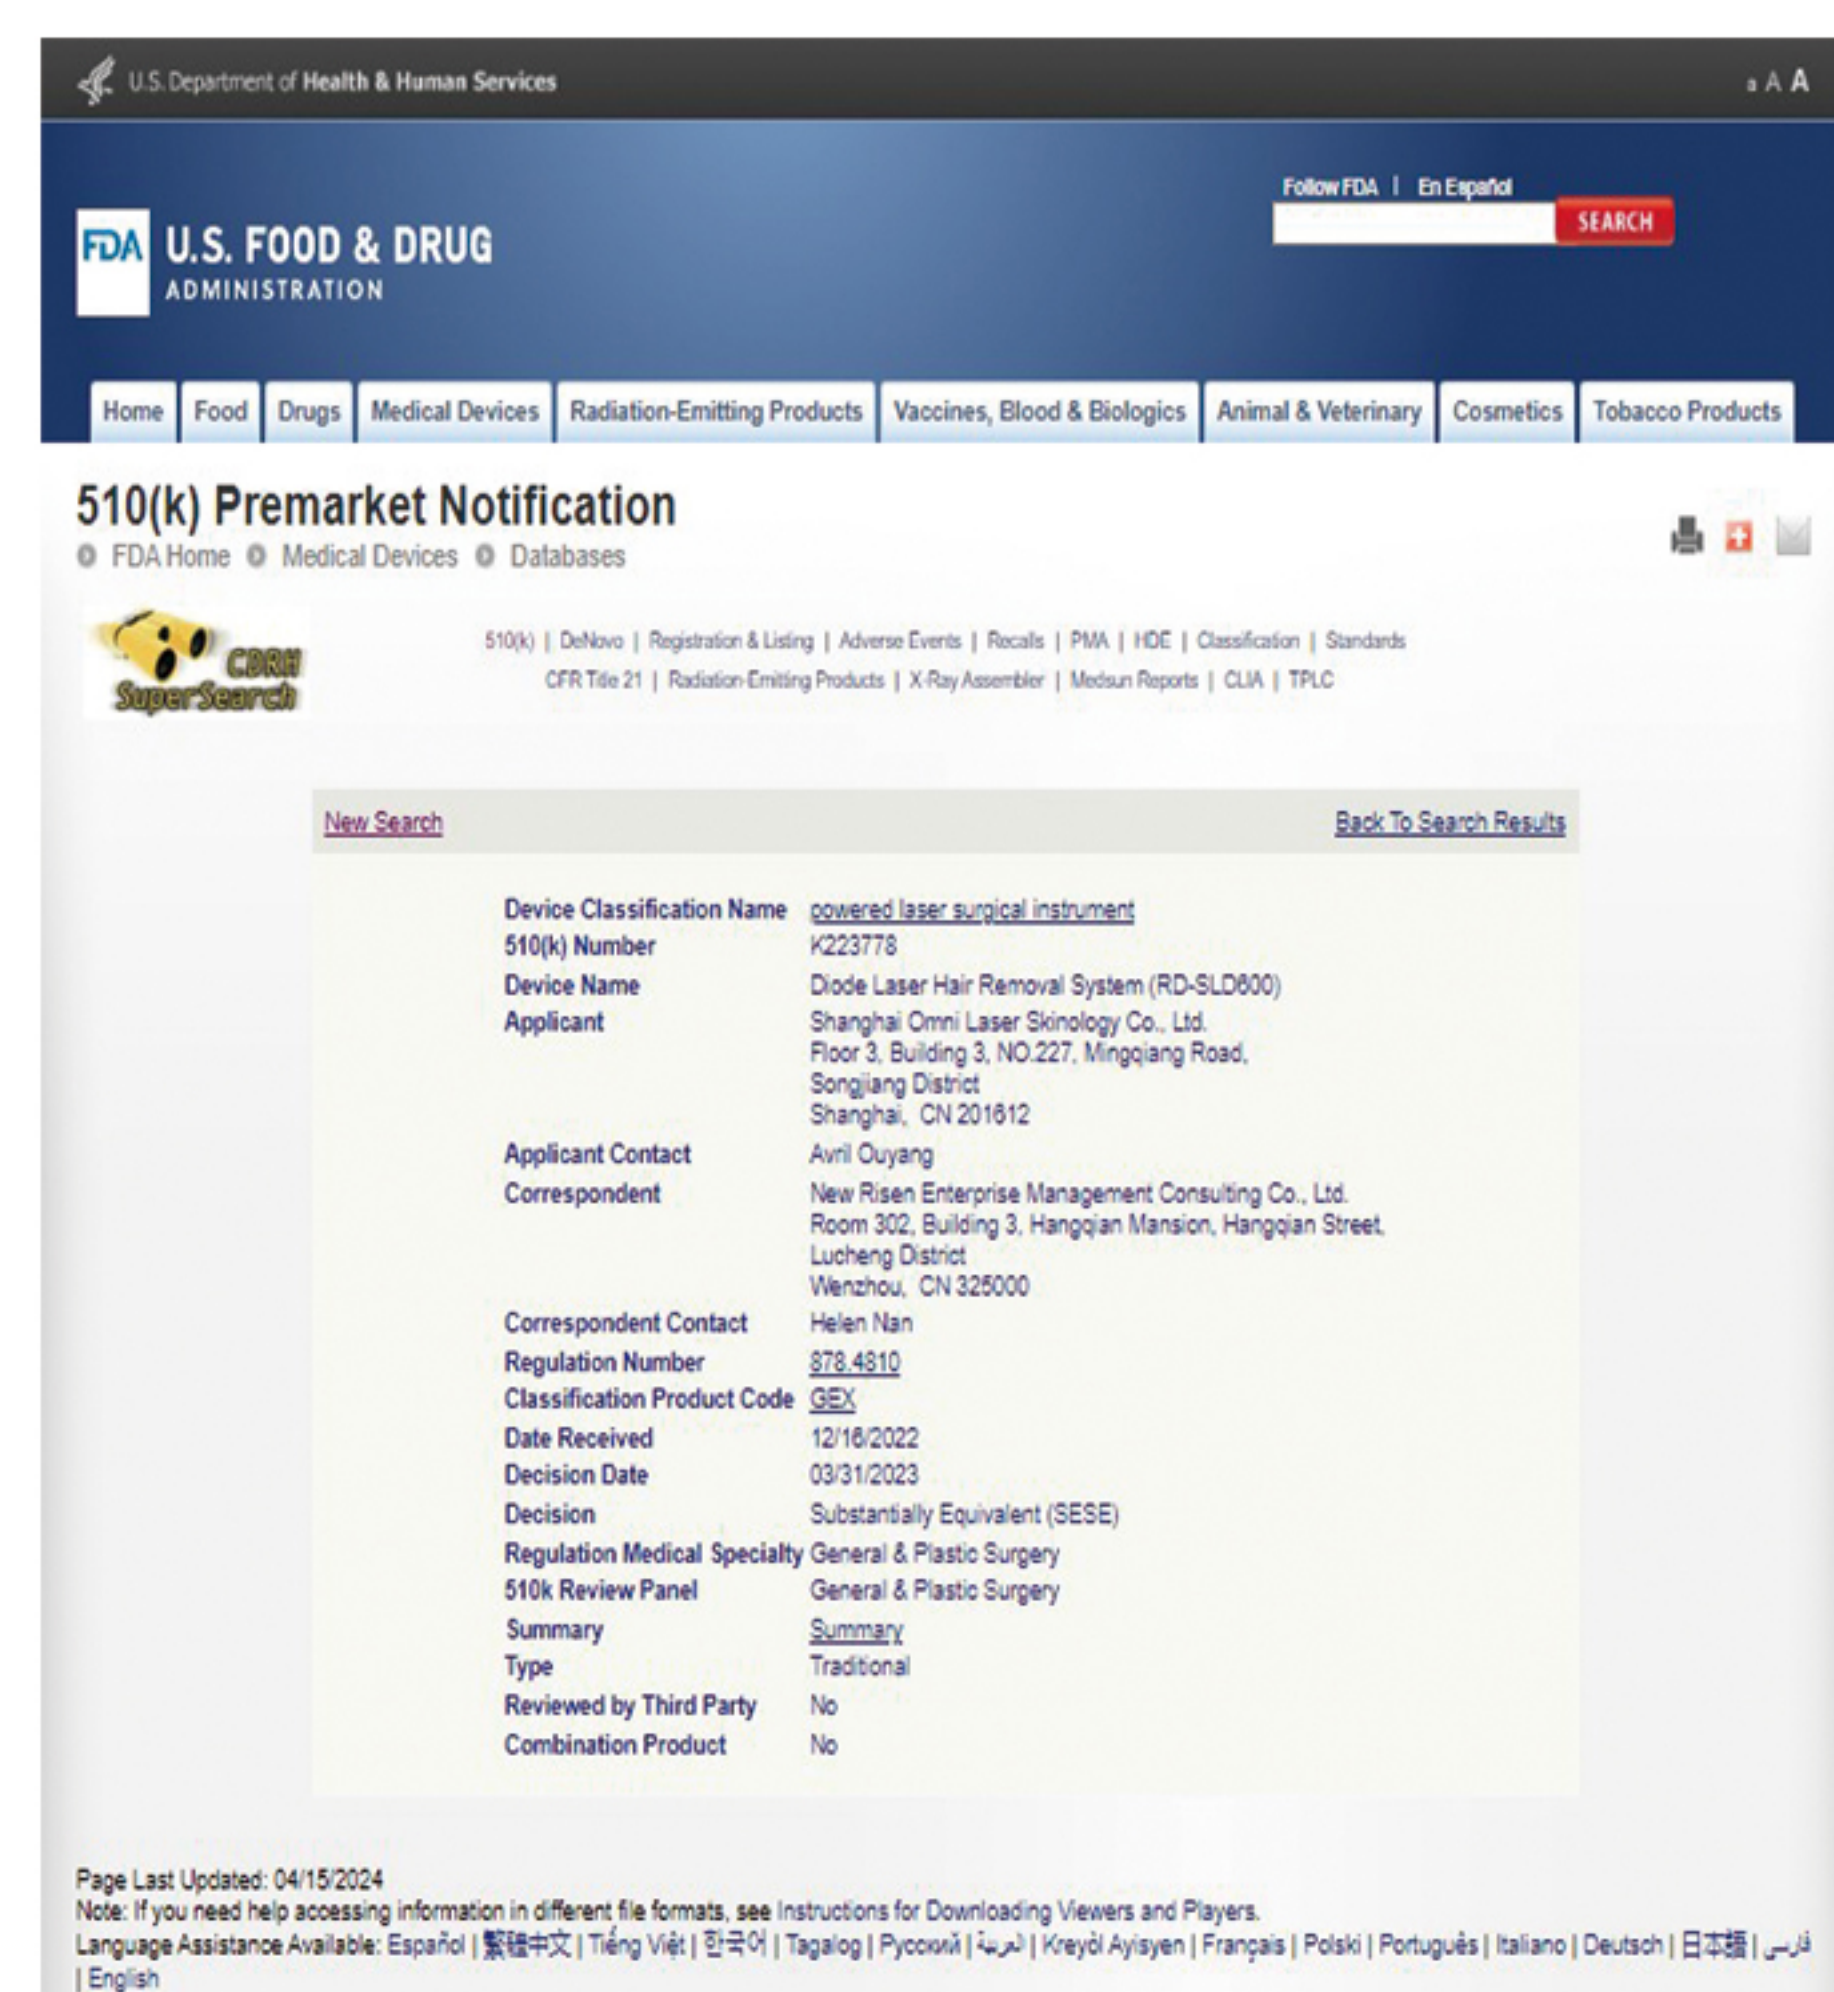 U.S. Department of Health & Human Services
a A A
Follow FDA | En Español
SEARCH
FDA U.S. FOOD & DRUG
ADMINISTRATION
Home Food Drugs Medical Devices Radiation-Emitting Products Vaccines, Blood & Biologics Animal & Veterinary Cosmetics Tobacco Products
510(k) Premarket Notification
FDA Home Medical Devices Databases
CDRH
SuperSearch
510(k) | DeNovo | Registration & Listing | Adverse Events | Recalls | PMA | HDE | Classification | Standards
CFR Title 21 | Radiation-Emitting Products | X-Ray Assembler | Medsun Reports | CLIA | TPLC
New Search Back To Search Results
Device Classification Name powered laser surgical instrument
510(k) Number K223778
Device Name Diode Laser Hair Removal System (RD-SLD600)
Applicant Shanghai Omni Laser Skinology Co., Ltd.
Floor 3, Building 3, NO.227, Mingqiang Road,
Songjiang District
Shanghai, CN 201612
Applicant Contact Avril Ouyang
Correspondent New Risen Enterprise Management Consulting Co., Ltd.
Room 302, Building 3, Hangqian Mansion, Hangqian Street,
Lucheng District
Wenzhou, CN 325000
Correspondent Contact Helen Nan
Regulation Number 878.4810
Classification Product Code GEX
Date Received 12/16/2022
Decision Date 03/31/2023
Decision Substantially Equivalent (SESE)
Regulation Medical Specialty General & Plastic Surgery
510k Review Panel General & Plastic Surgery
Summary Summary
Type Traditional
Reviewed by Third Party No
Combination Product No
Page Last Updated: 04/15/2024
Note: If you need help accessing information in different file formats, see Instructions for Downloading Viewers and Players.
Language Assistance Available: Español | 繁體中文 | Tiếng Việt | 한국어 | Tagalog | Русский | العربية | Kreyòl Ayisyen | Français | Polski | Português | Italiano | Deutsch | 日本語 | فارسی
| English